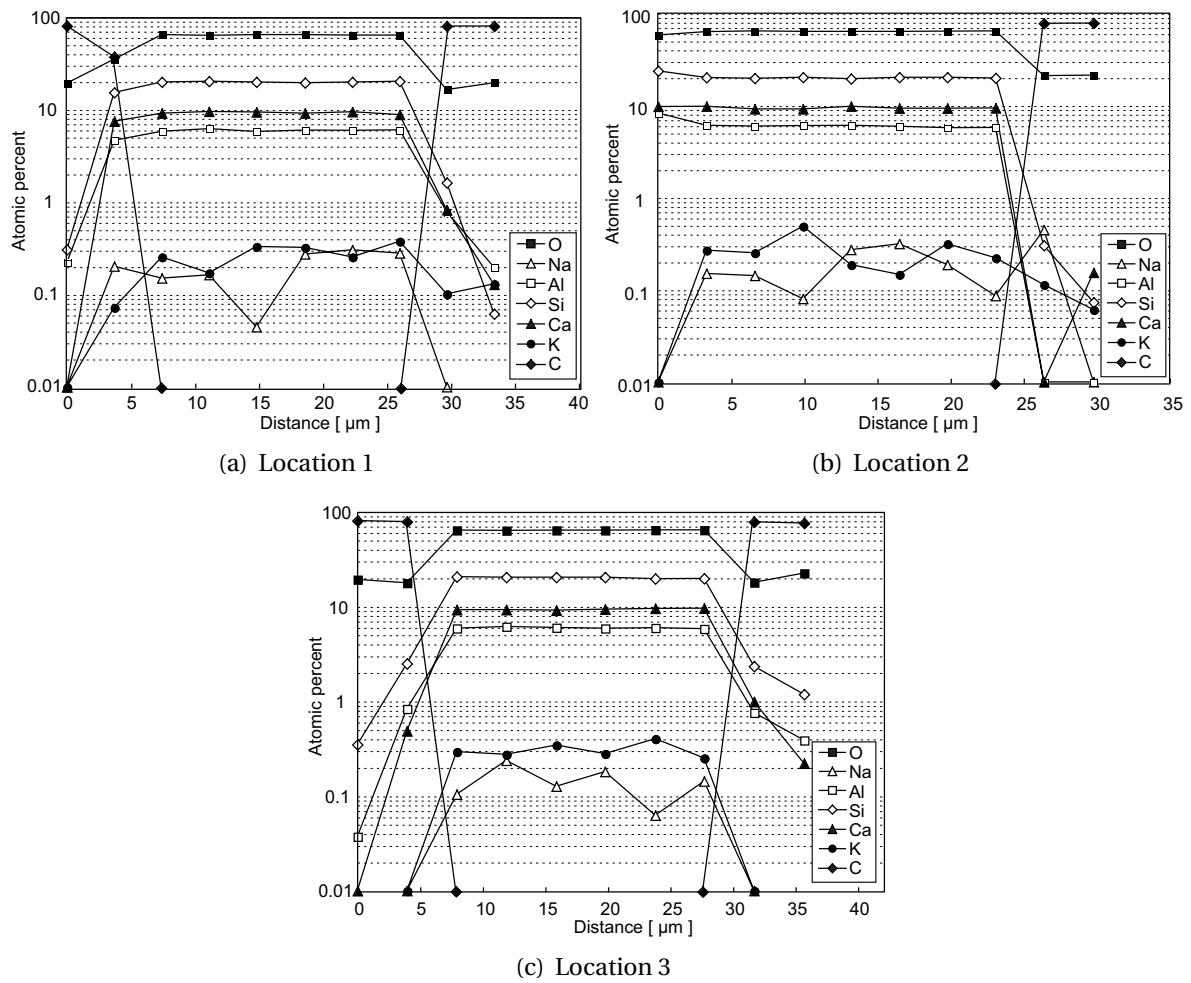 100
10
1
0.1
0.01
Atomic percent
0 5 10 15 20 25 30 35 40
Distance [ µm ]
O
Na
Al
Si
Ca
K
C
(a) Location 1
100
10
1
0.1
0.01
Atomic percent
0 5 10 15 20 25 30 35
Distance [ µm ]
O
Na
Al
Si
Ca
K
C
(b) Location 2
100
10
1
0.1
0.01
Atomic percent
0 5 10 15 20 25 30 35 40
Distance [ µm ]
O
Na
Al
Si
Ca
K
C
(c) Location 3